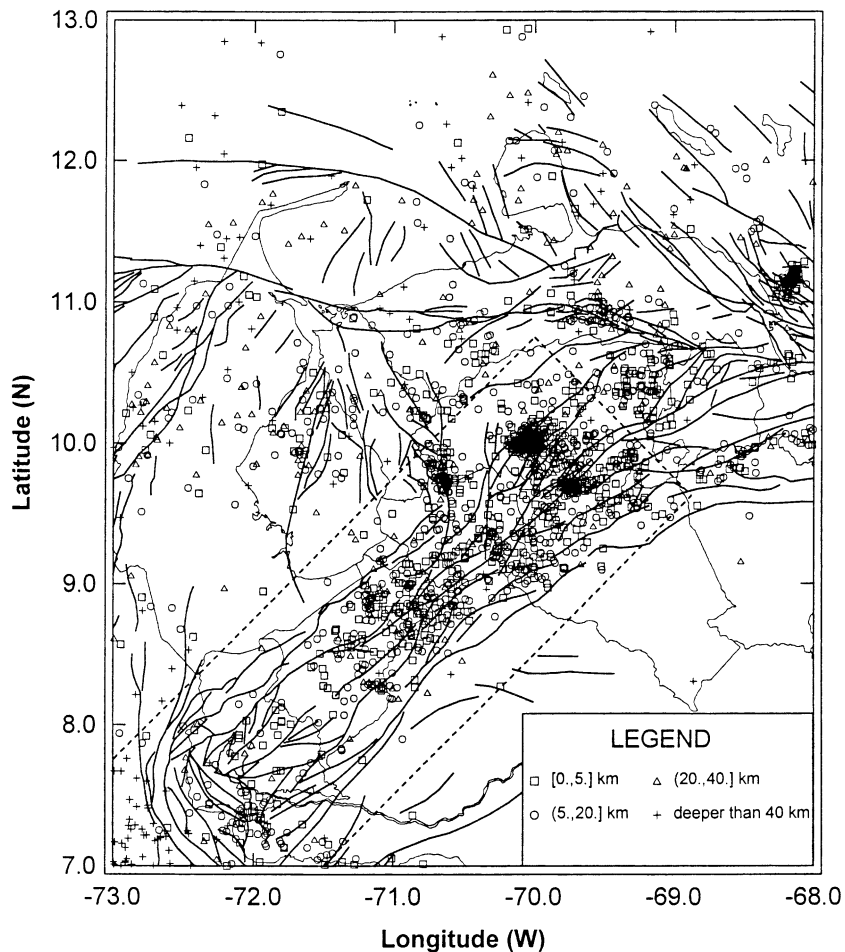 13.0
12.0
11.0
10.0
9.0
8.0
7.0
Latitude (N)
LEGEND
[0.,5.] km
(20.,40.] km
(5.,20.] km
deeper than 40 km
-73.0
-72.0
-71.0
-70.0
-69.0
-68.0
Longitude (W)